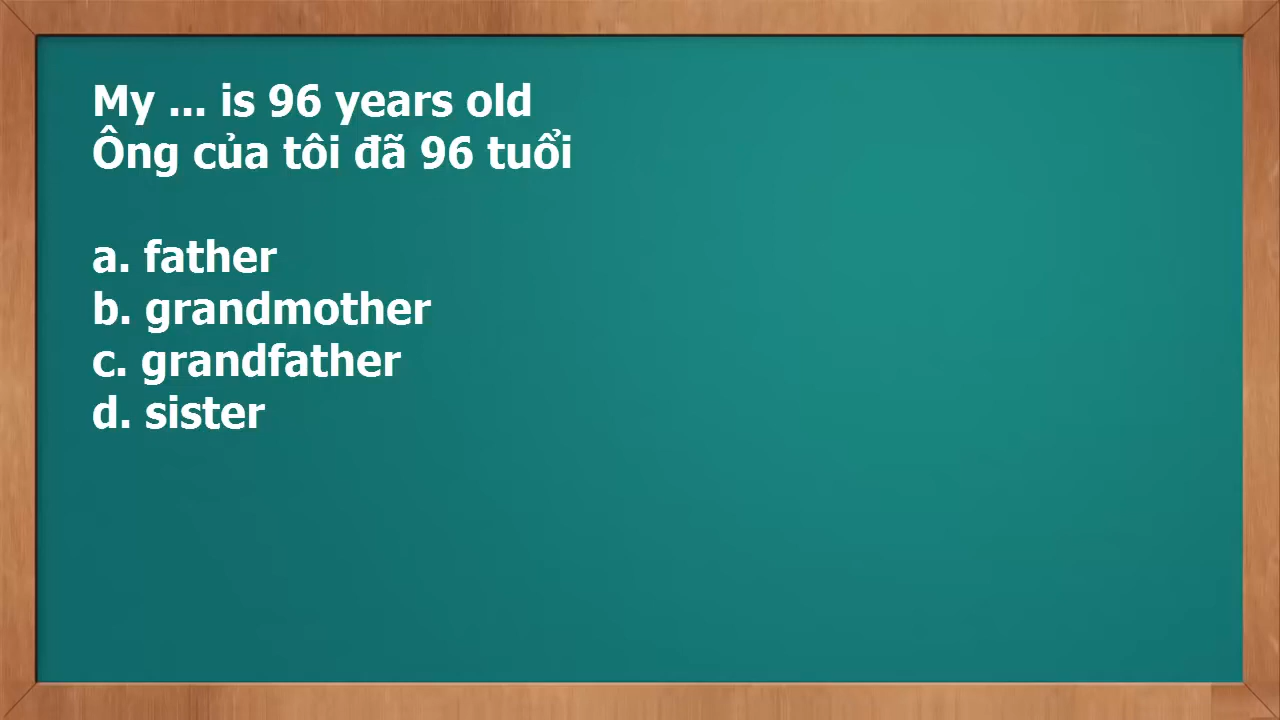 My ... is 96 years old
Ông của tôi đã 96 tuổi
a. father
b. grandmother
c. grandfather
d. sister